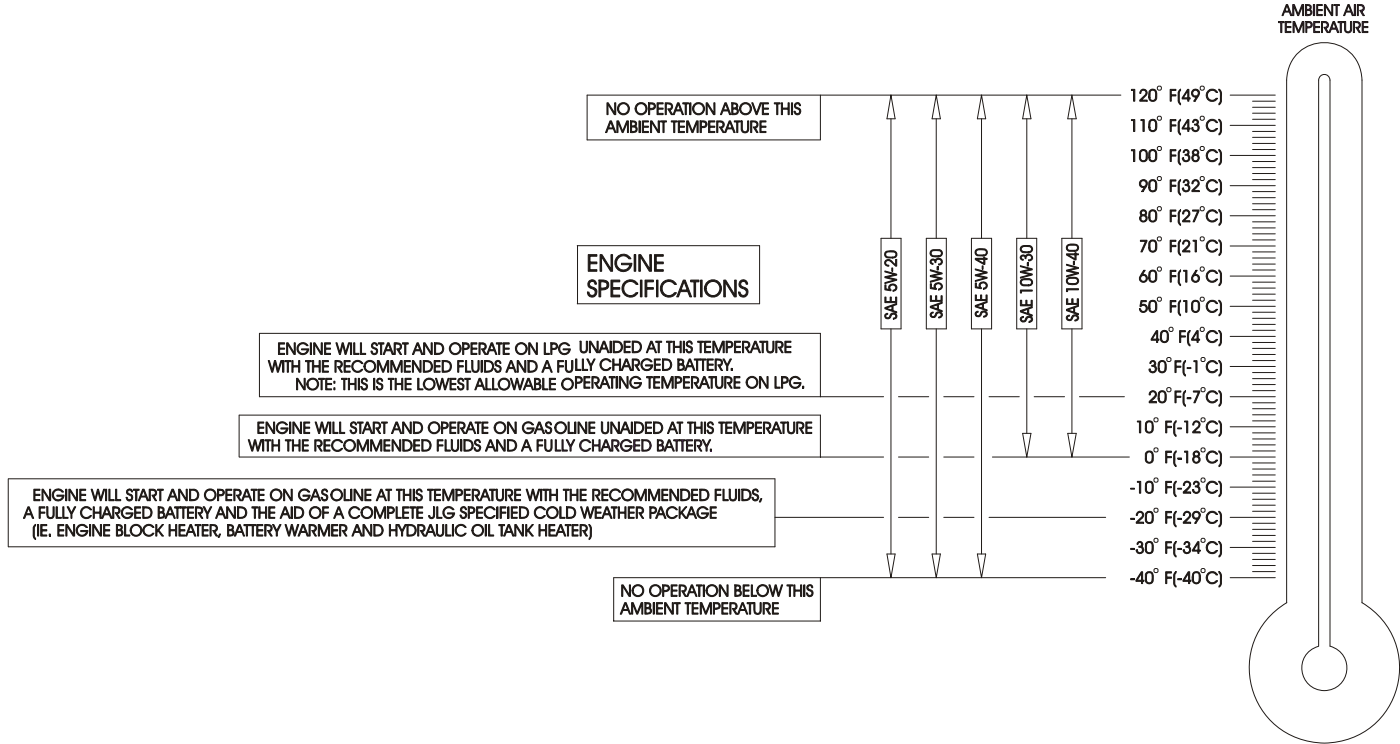 AMBIENT AIR
TEMPERATURE
NO OPERATION ABOVE THIS
AMBIENT TEMPERATURE
120° F(49°C)
110° F(43°C)
100° F(38°C)
90° F(32°C)
80° F(27°C)
70° F(21°C)
60° F(16°C)
50° F(10°C)
40° F(4°C)
30° F(-1°C)
20° F(-7°C)
10° F(-12°C)
0° F(-18°C)
-10° F(-23°C)
-20° F(-29°C)
-30° F(-34°C)
-40° F(-40°C)
SAE 5W-20
SAE 5W-30
SAE 5W-40
SAE 10W-30
SAE 10W-40
ENGINE
SPECIFICATIONS
ENGINE WILL START AND OPERATE ON LPG UNAIDED AT THIS TEMPERATURE
WITH THE RECOMMENDED FLUIDS AND A FULLY CHARGED BATTERY.
NOTE: THIS IS THE LOWEST ALLOWABLE OPERATING TEMPERATURE ON LPG.
ENGINE WILL START AND OPERATE ON GASOLINE UNAIDED AT THIS TEMPERATURE
WITH THE RECOMMENDED FLUIDS AND A FULLY CHARGED BATTERY.
ENGINE WILL START AND OPERATE ON GASOLINE AT THIS TEMPERATURE WITH THE RECOMMENDED FLUIDS,
A FULLY CHARGED BATTERY AND THE AID OF A COMPLETE JLG SPECIFIED COLD WEATHER PACKAGE
(IE. ENGINE BLOCK HEATER, BATTERY WARMER AND HYDRAULIC OIL TANK HEATER)
NO OPERATION BELOW THIS
AMBIENT TEMPERATURE